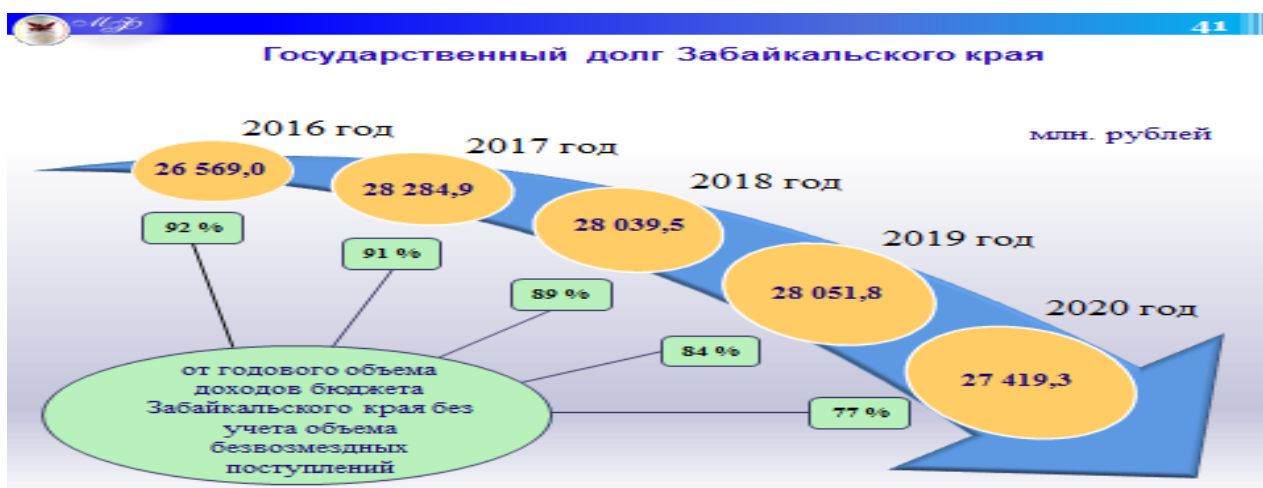 МФ
41
Государственный долг Забайкальского края
млн. рублей
2016 год
26 569,0
2017 год
28 284,9
2018 год
28 039,5
2019 год
28 051,8
2020 год
27 419,3
92 %
91 %
89 %
84 %
77 %
от годового объема
доходов бюджета
Забайкальского края без
учета объема
безвозмездных
поступлений